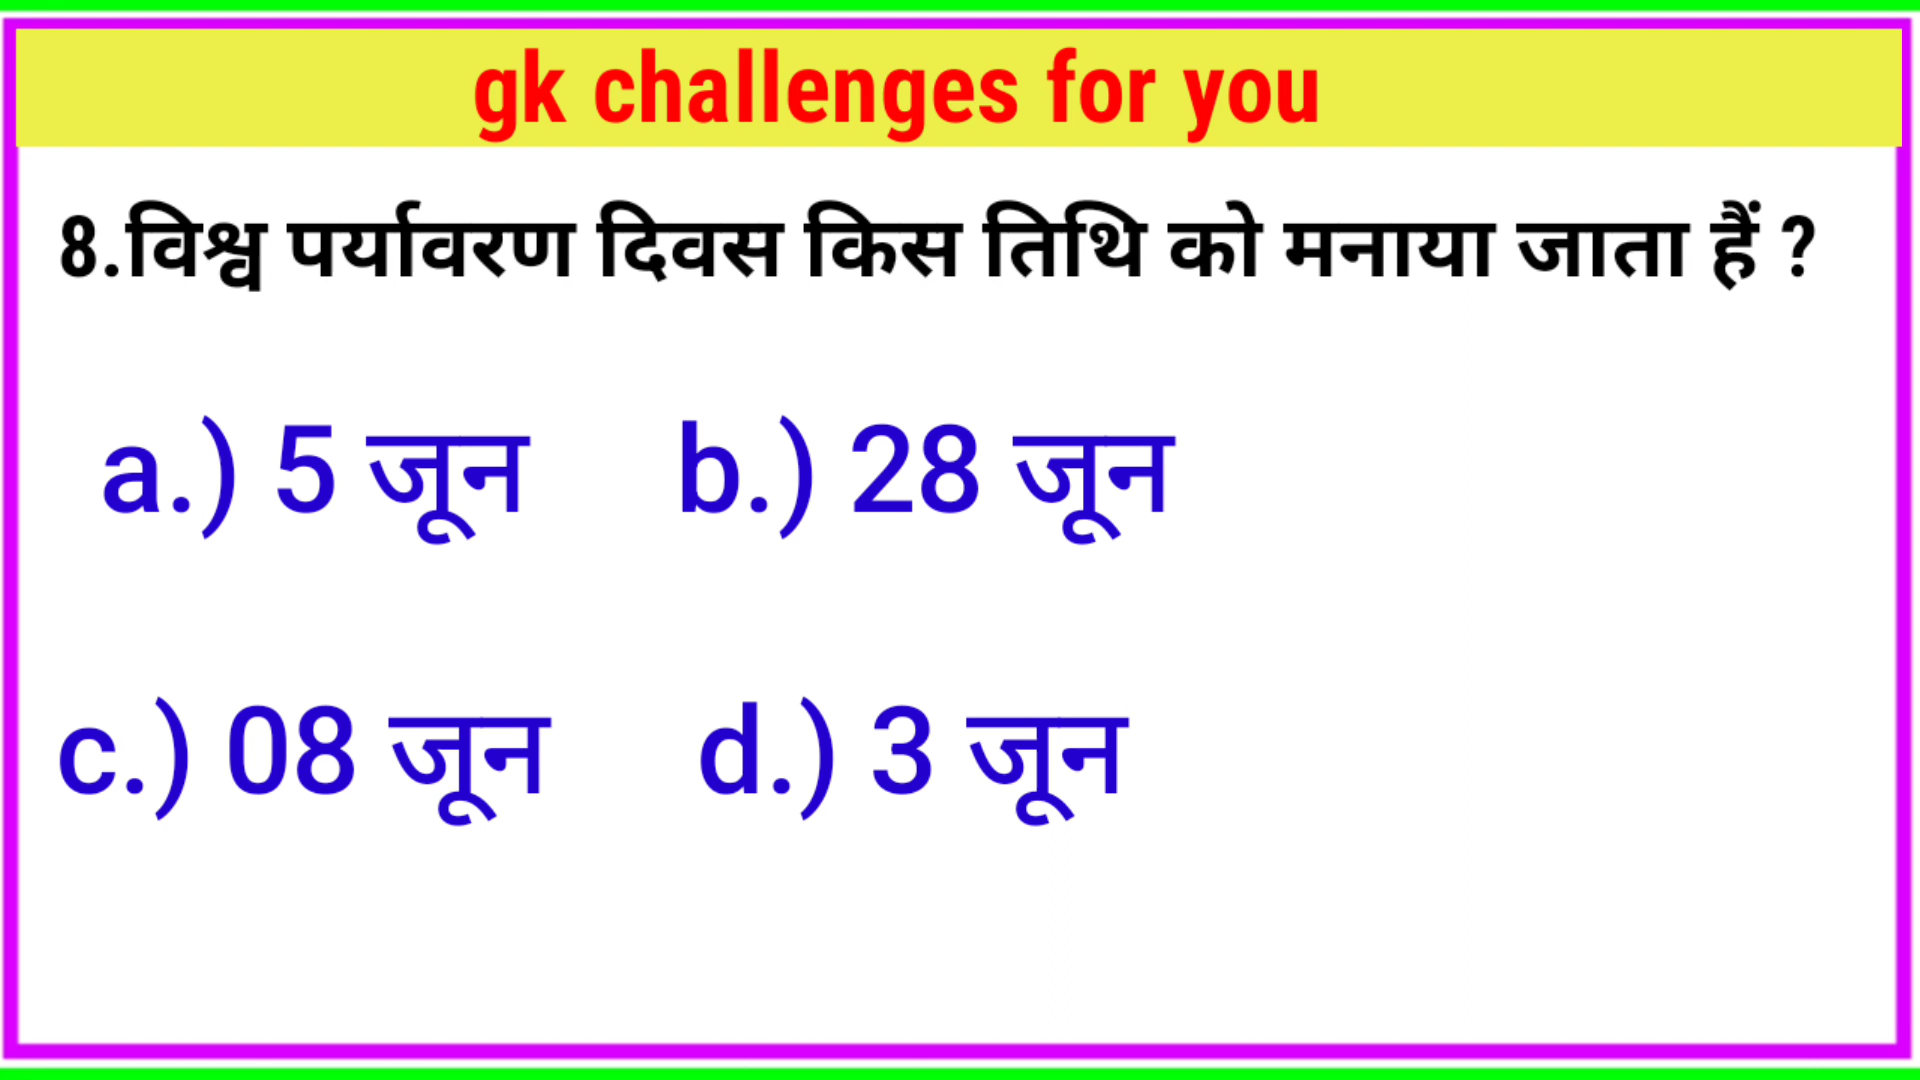 gk challenges for you
8.विश्व पर्यावरण दिवस किस तिथि को मनाया जाता हैं ?
a.) 5 जून b.) 28 जून
c.) 08 जून d.) 3 जून